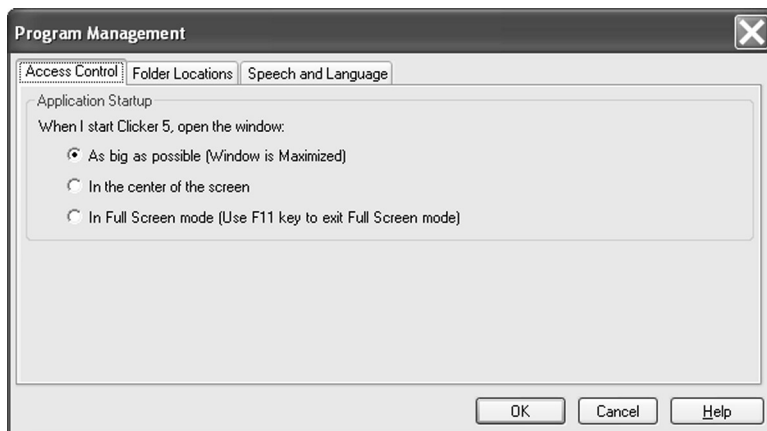 Program Management
Access Control Folder Locations Speech and Language
Application Startup
When I start Clicker 5, open the window:
As big as possible (Window is Maximized)
In the center of the screen
In Full Screen mode (Use F11 key to exit Full Screen mode)
OK Cancel Help